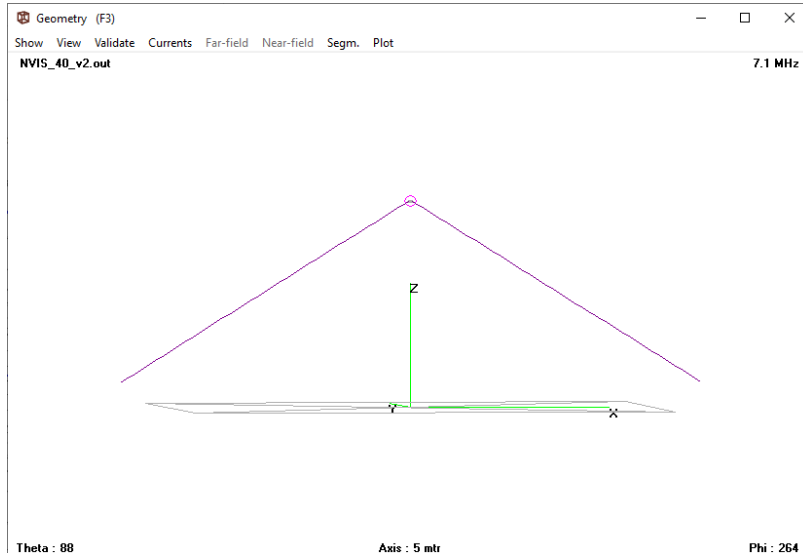 Geometry (F3)
Show View Validate Currents Far-field Near-field Segm. Plot
NVIS_40_v2.out 7.1 MHz
Z
Y
X
Theta : 88 Axis : 5 mtr Phi : 264